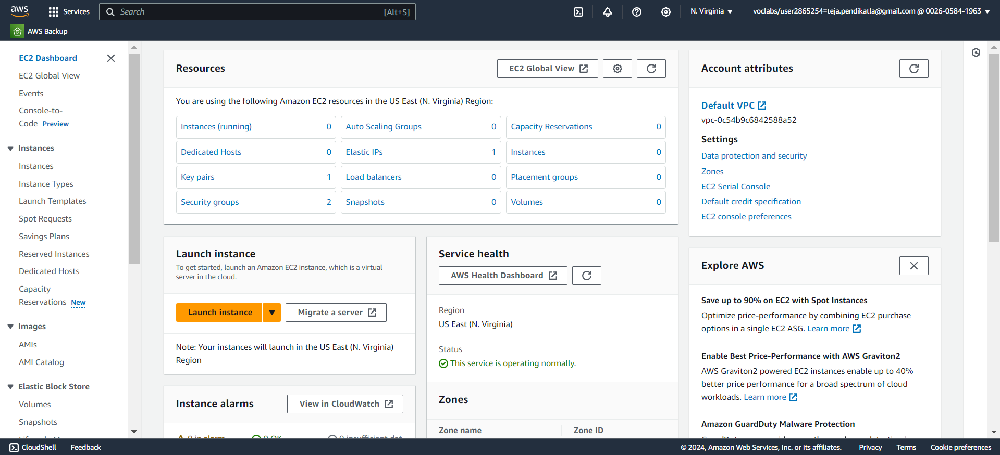 aws
Services
Search
[Alt+S]
N. Virginia
voclabs/user2865254=teja.pendikatla@gmail.com @ 0026-0584-1963
AWS Backup
EC2 Dashboard
EC2 Global View
Events
Console-to-
Code Preview
Instances
Instances
Instance Types
Launch Templates
Spot Requests
Savings Plans
Reserved Instances
Dedicated Hosts
Capacity
Reservations New
Images
AMIs
AMI Catalog
Elastic Block Store
Volumes
Snapshots
Resources
EC2 Global View
You are using the following Amazon EC2 resources in the US East (N. Virginia) Region:
Instances (running) 0
Auto Scaling Groups 0
Capacity Reservations 0
Dedicated Hosts 0
Elastic IPs 1
Instances 0
Key pairs 1
Load balancers 0
Placement groups 0
Security groups 2
Snapshots 0
Volumes 0
Launch instance
To get started, launch an Amazon EC2 instance, which is a virtual
server in the cloud.
Launch instance
Migrate a server
Note: Your instances will launch in the US East (N. Virginia)
Region
Instance alarms
View in CloudWatch
0 in alarm
0 OK
0 insufficient dat
Service health
AWS Health Dashboard
Region
US East (N. Virginia)
Status
This service is operating normally.
Zones
Zone name
Zone ID
Account attributes
Default VPC
vpc-0c54b9c6842588a52
Settings
Data protection and security
Zones
EC2 Serial Console
Default credit specification
EC2 console preferences
Explore AWS
Save up to 90% on EC2 with Spot Instances
Optimize price-performance by combining EC2 purchase
options in a single EC2 ASG. Learn more
Enable Best Price-Performance with AWS Graviton2
AWS Graviton2 powered EC2 instances enable up to 40%
better price performance for a broad spectrum of cloud
workloads. Learn more
Amazon GuardDuty Malware Protection
CloudShell
Feedback
© 2024, Amazon Web Services, Inc. or its affiliates.
Privacy
Terms
Cookie preferences